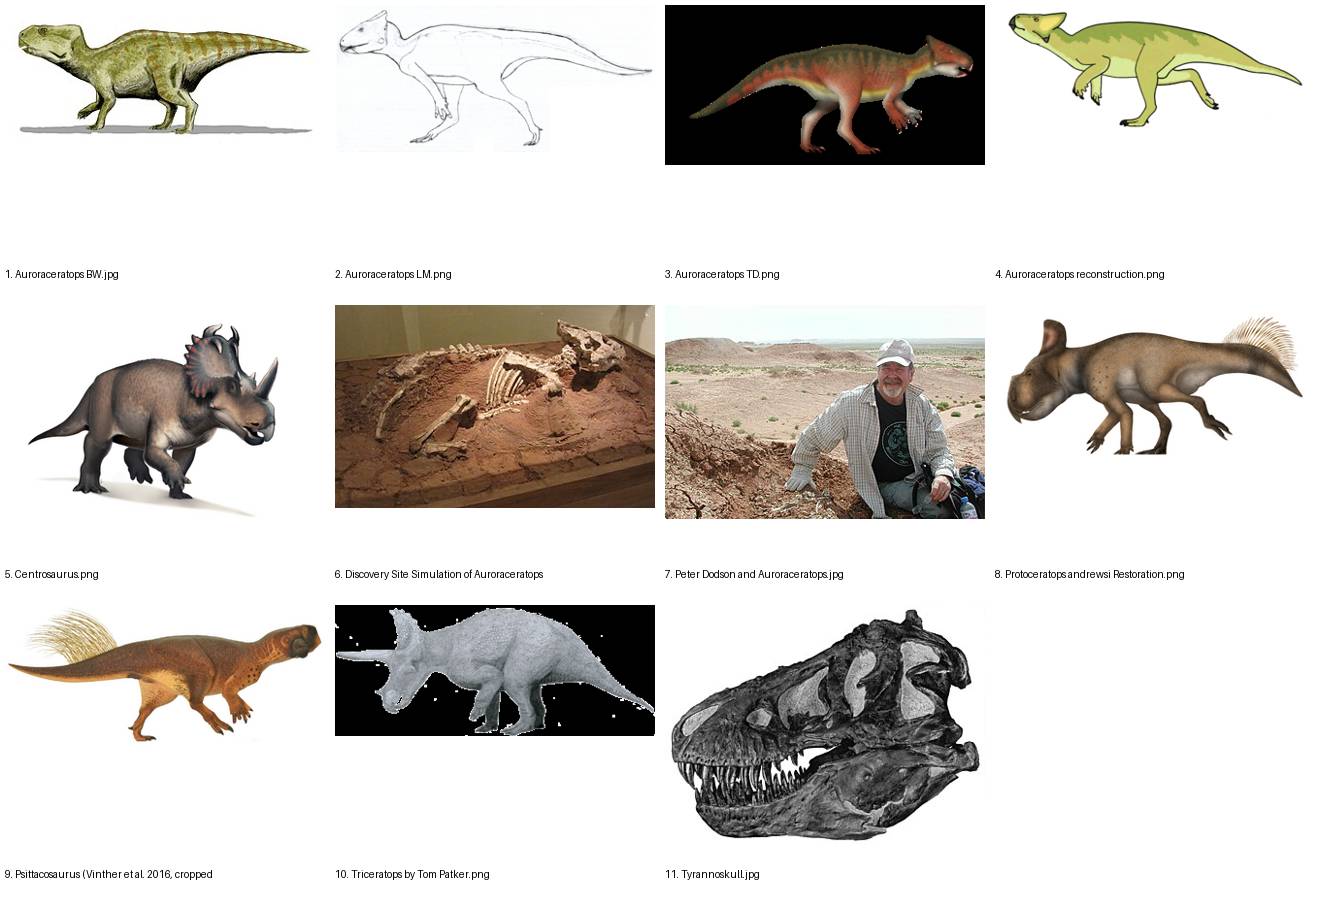 1. Auroraceratops BW.jpg
2. Auroraceratops LM.png
3. Auroraceratops TD.png
4. Auroraceratops reconstruction.png
5. Centrosaurus.png
6. Discovery Site Simulation of Auroraceratops
7. Peter Dodson and Auroraceratops.jpg
8. Protoceratops andrewsi Restoration.png
9. Psittacosaurus (Vinther et al. 2016, cropped
10. Triceratops by Tom Patker.png
11. Tyrannoskull.jpg